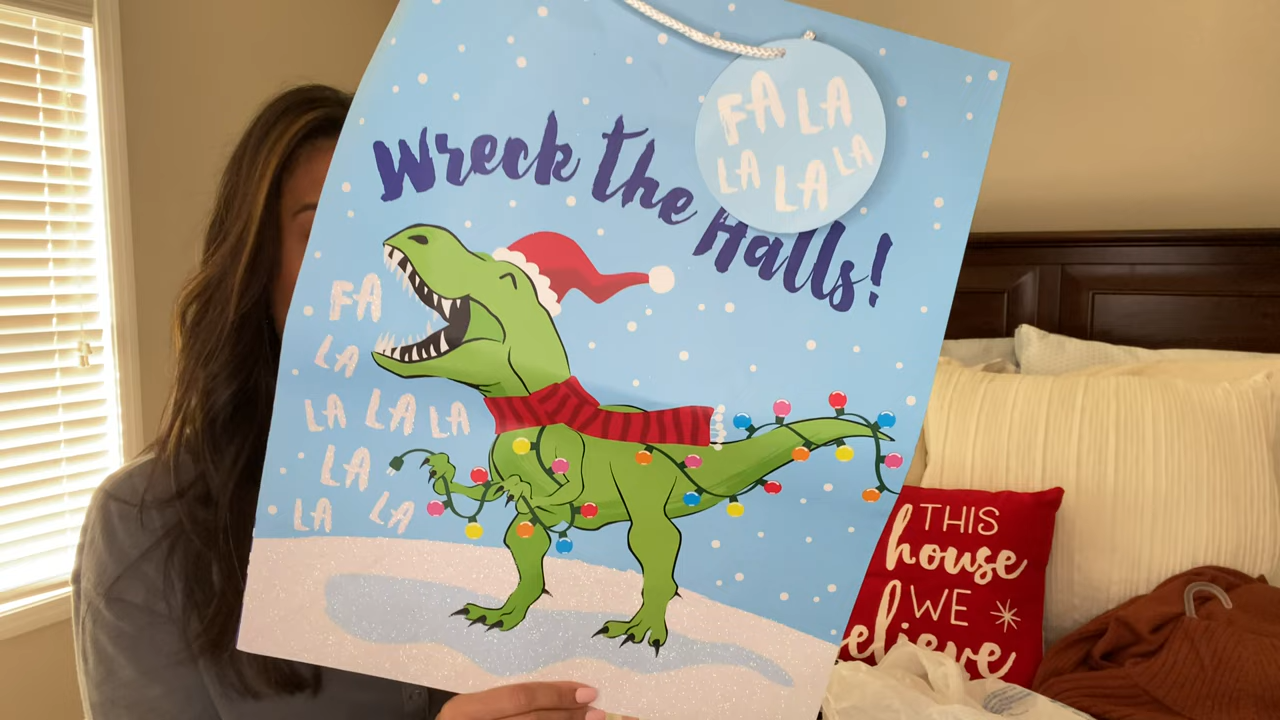 FA LA
LA LA LA
Wreck the Halls!
FA
LA
LA LA LA
LA
LA LA
THIS
house
WE
elieve